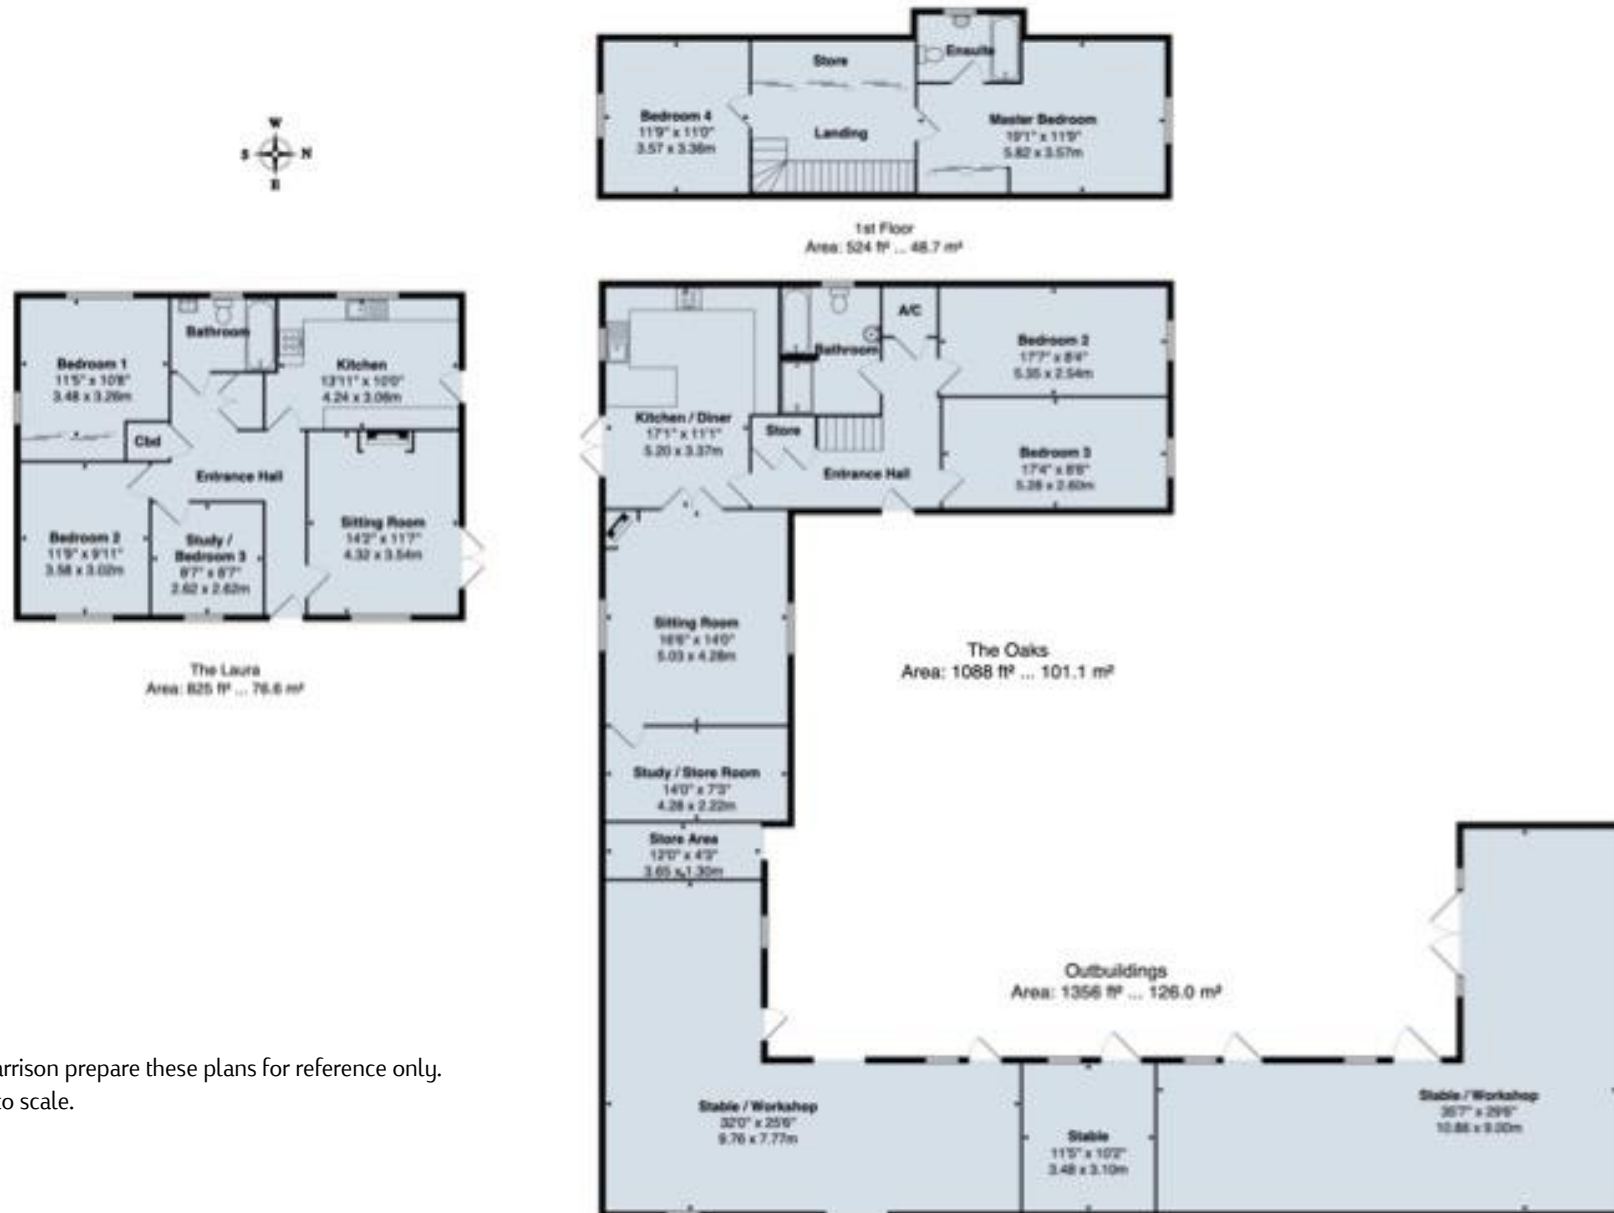 Ensuite
Store
Bedroom 4
11'9" x 11'0"
3.57 x 3.36m
Landing
Master Bedroom
19'1" x 11'9"
5.82 x 3.57m
W
S N
E
1st Floor
Area: 524 ft² ... 48.7 m²
Bathroom
Bedroom 1
11'5" x 10'8"
3.48 x 3.26m
Kitchen
13'11" x 10'0"
4.24 x 3.06m
Cbd
Entrance Hall
Bedroom 2
11'9" x 9'11"
3.58 x 3.02m
Study /
Bedroom 3
8'7" x 8'7"
2.62 x 2.62m
Sitting Room
14'2" x 11'7"
4.32 x 3.54m
The Laura
Area: 825 ft² ... 76.6 m²
A/C
Bathroom
Bedroom 2
17'7" x 8'4"
5.35 x 2.54m
Kitchen / Diner
17'1" x 11'1"
5.20 x 3.37m
Store
Entrance Hall
Bedroom 3
17'4" x 8'6"
5.28 x 2.60m
Sitting Room
16'6" x 14'0"
5.03 x 4.28m
The Oaks
Area: 1088 ft² ... 101.1 m²
Study / Store Room
14'0" x 7'3"
4.28 x 2.22m
Store Area
12'0" x 4'3"
3.65 x 1.30m
Outbuildings
Area: 1356 ft² ... 126.0 m²
Stable / Workshop
32'0" x 25'6"
9.76 x 7.77m
Stable
11'5" x 10'2"
3.48 x 3.10m
Stable / Workshop
35'7" x 29'6"
10.86 x 9.00m
arrison prepare these plans for reference only.
to scale.